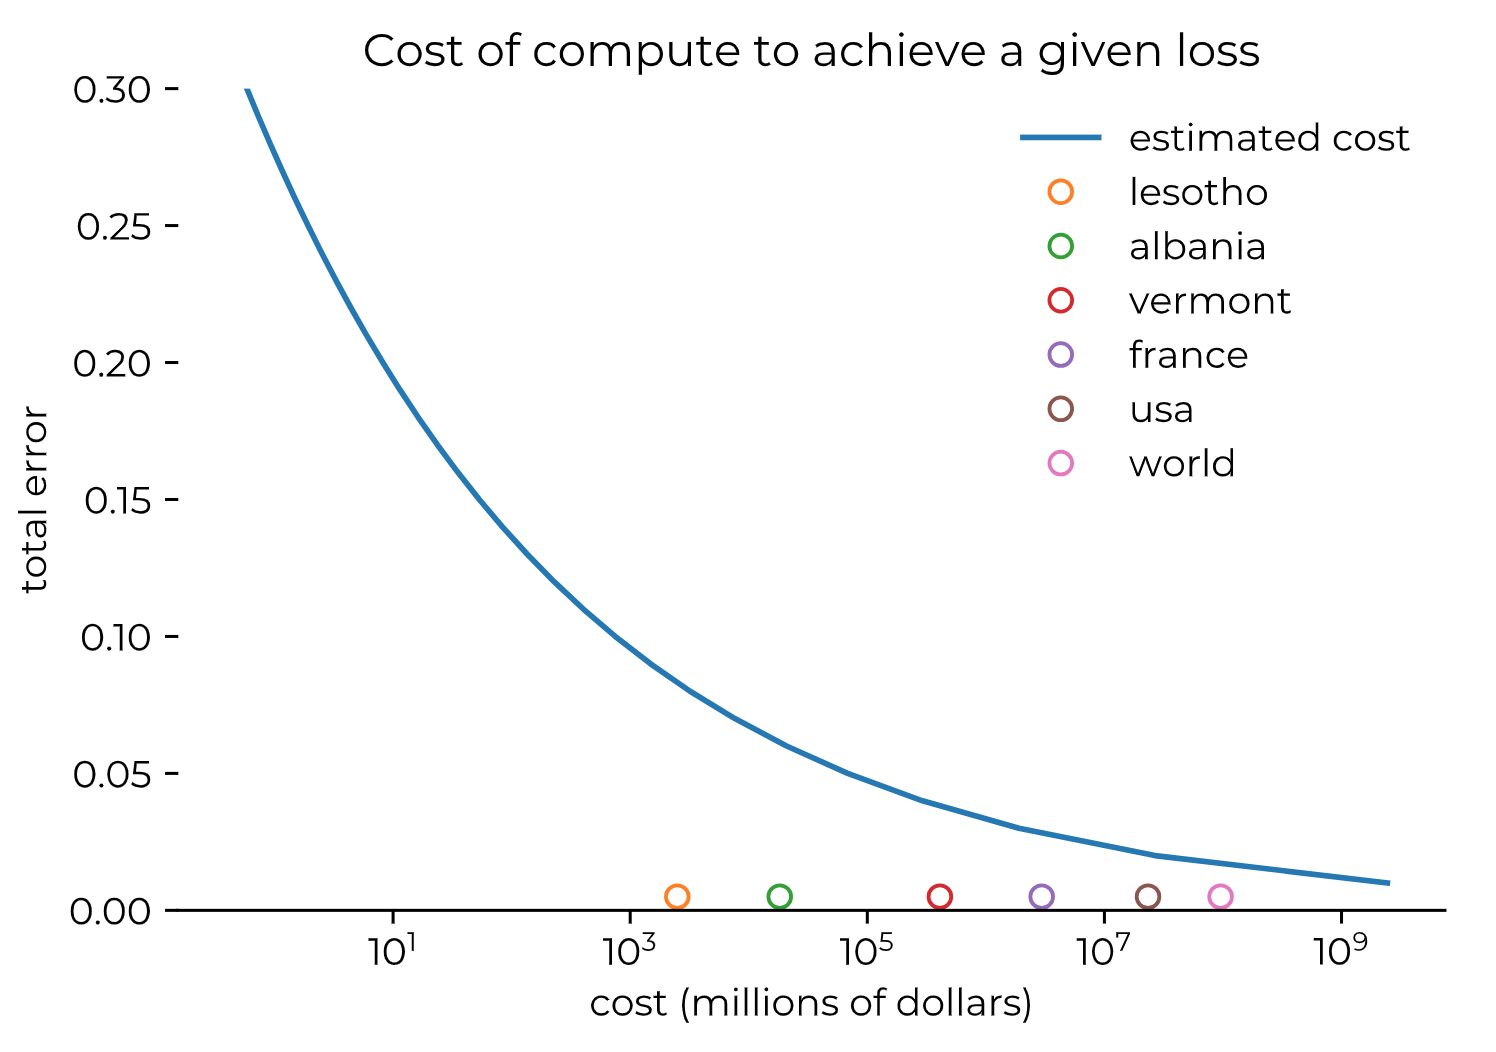 Cost of compute to achieve a given loss
0.30
0.25
0.20
0.15
0.10
0.05
0.00
total error
estimated cost
lesotho
albania
vermont
france
usa
world
10¹
10³
10⁵
10⁷
10⁹
cost (millions of dollars)